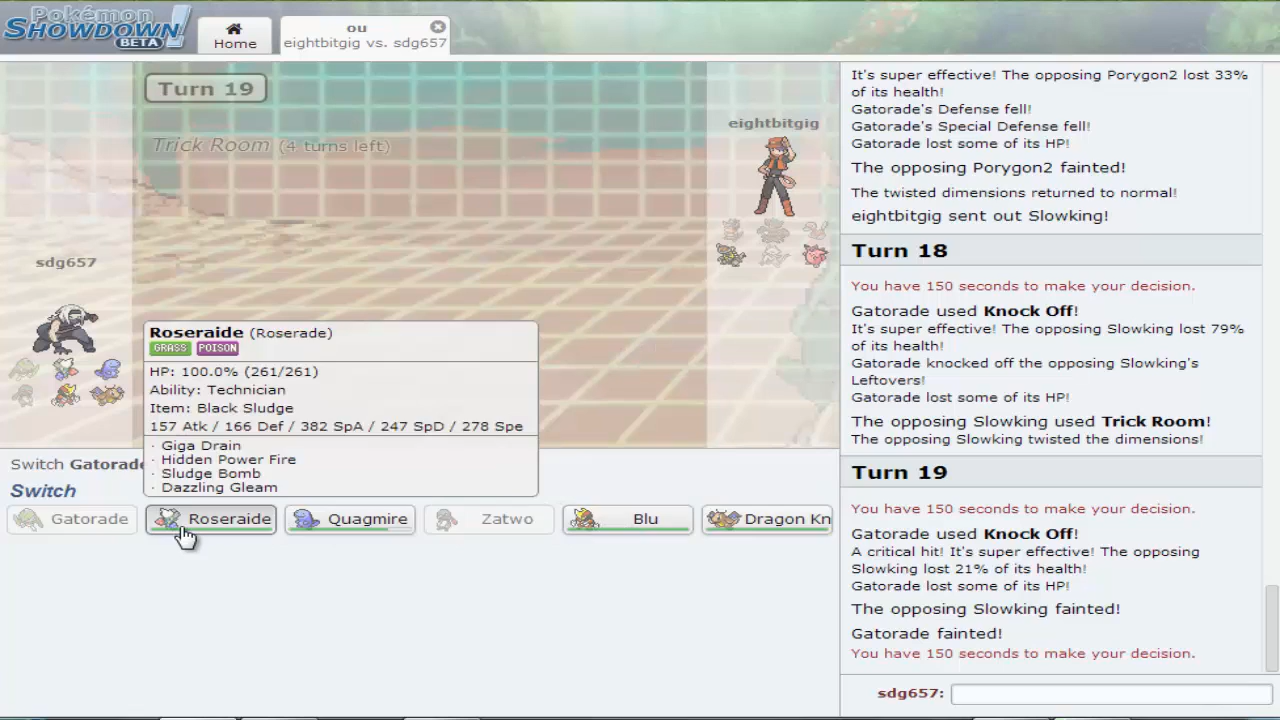 Pokémon
SHOWDOWN!
BETA
Home
ou
eightbitgig vs. sdg657
Turn 19
Trick Room (4 turns left)
eightbitgig
sdg657
Roseraide (Roserade)
GRASS POISON
HP: 100.0% (261/261)
Ability: Technician
Item: Black Sludge
157 Atk / 166 Def / 382 SpA / 247 SpD / 278 Spe
· Giga Drain
· Hidden Power Fire
· Sludge Bomb
· Dazzling Gleam
Switch Gatorade
Switch
Gatorade
Roseraide
Quagmire
Zatwo
Blu
Dragon Kn
It's super effective! The opposing Porygon2 lost 33%
of its health!
Gatorade's Defense fell!
Gatorade's Special Defense fell!
Gatorade lost some of its HP!
The opposing Porygon2 fainted!
The twisted dimensions returned to normal!
eightbitgig sent out Slowking!
Turn 18
You have 150 seconds to make your decision.
Gatorade used Knock Off!
It's super effective! The opposing Slowking lost 79%
of its health!
Gatorade knocked off the opposing Slowking's
Leftovers!
Gatorade lost some of its HP!
The opposing Slowking used Trick Room!
The opposing Slowking twisted the dimensions!
Turn 19
You have 150 seconds to make your decision.
Gatorade used Knock Off!
A critical hit! It's super effective! The opposing
Slowking lost 21% of its health!
Gatorade lost some of its HP!
The opposing Slowking fainted!
Gatorade fainted!
You have 150 seconds to make your decision.
sdg657: